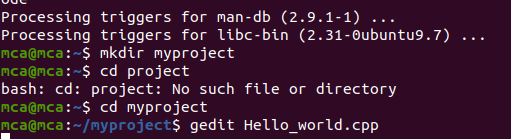 Processing triggers for man-db (2.9.1-1) ...
Processing triggers for libc-bin (2.31-0ubuntu9.7) ...
mca@mca:~$ mkdir myproject
mca@mca:~$ cd project
bash: cd: project: No such file or directory
mca@mca:~$ cd myproject
mca@mca:~/myproject$ gedit Hello_world.cpp